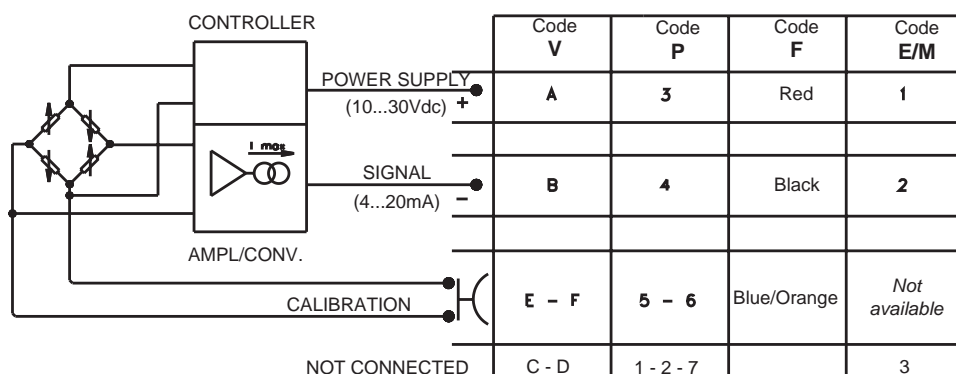 CONTROLLER
Code Code Code Code
V P F E/M
POWER SUPPLY
(10...30Vdc) +
A 3 Red 1
I max
SIGNAL
(4...20mA) –
B 4 Black 2
AMPL/CONV.
CALIBRATION
E – F 5 – 6 Blue/Orange Not
available
NOT CONNECTED C - D 1 - 2 - 7 3